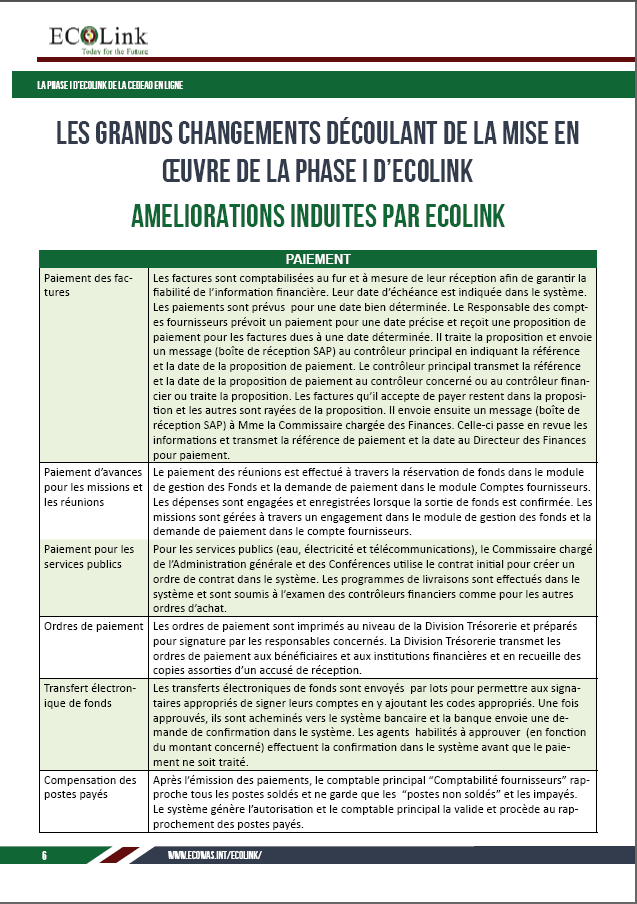 ECOLink
Today for the Future
LA PHASE I D'ECOLINK DE LA CEDEAO EN LIGNE
LES GRANDS CHANGEMENTS DÉCOULANT DE LA MISE EN
ŒUVRE DE LA PHASE I D'ECOLINK
AMELIORATIONS INDUITES PAR ECOLINK
PAIEMENT
Paiement des fac-
tures
Les factures sont comptabilisées au fur et à mesure de leur réception afin de garantir la
fiabilité de l'information financière. Leur date d'échéance est indiquée dans le système.
Les paiements sont prévus pour une date bien déterminée. Le Responsable des compt-
es fournisseurs prévoit un paiement pour une date précise et reçoit une proposition de
paiement pour les factures dues à une date déterminée. Il traite la proposition et envoie
un message (boîte de réception SAP) au contrôleur principal en indiquant la référence
et la date de la proposition de paiement. Le contrôleur principal transmet la référence
et la date de la proposition de paiement au contrôleur concerné ou au contrôleur finan-
cier ou traite la proposition. Les factures qu'il accepte de payer restent dans la proposi-
tion et les autres sont rayées de la proposition. Il envoie ensuite un message (boîte de
réception SAP) à Mme la Commissaire chargée des Finances. Celle-ci passe en revue les
informations et transmet la référence de paiement et la date au Directeur des Finances
pour paiement.
Paiement d'avances
pour les missions et
les réunions
Le paiement des réunions est effectué à travers la réservation de fonds dans le module
de gestion des Fonds et la demande de paiement dans le module Comptes fournisseurs.
Les dépenses sont engagées et enregistrées lorsque la sortie de fonds est confirmée. Les
missions sont gérées à travers un engagement dans le module de gestion des fonds et la
demande de paiement dans le compte fournisseurs.
Paiement pour les
services publics
Pour les services publics (eau, électricité et télécommunications), le Commissaire chargé
de l'Administration générale et des Conférences utilise le contrat initial pour créer un
ordre de contrat dans le système. Les programmes de livraisons sont effectués dans le
système et sont soumis à l'examen des contrôleurs financiers comme pour les autres
ordres d'achat.
Ordres de paiement
Les ordres de paiement sont imprimés au niveau de la Division Trésorerie et préparés
pour signature par les responsables concernés. La Division Trésorerie transmet les
ordres de paiement aux bénéficiaires et aux institutions financières et en recueille des
copies assorties d'un accusé de réception.
Transfert électron-
ique de fonds
Les transferts électroniques de fonds sont envoyés par lots pour permettre aux signa-
taires appropriés de signer leurs comptes en y ajoutant les codes appropriés. Une fois
approuvés, ils sont acheminés vers le système bancaire et la banque envoie une de-
mande de confirmation dans le système. Les agents habilités à approuver (en fonction
du montant concerné) effectuent la confirmation dans le système avant que le paie-
ment ne soit traité.
Compensation des
postes payés
Après l'émission des paiements, le comptable principal "Comptabilité fournisseurs" rap-
proche tous les postes soldés et ne garde que les "postes non soldés" et les impayés.
Le système génère l'autorisation et le comptable principal la valide et procède au rap-
prochement des postes payés.
6
WWW.ECOWAS.INT/ECOLINK/